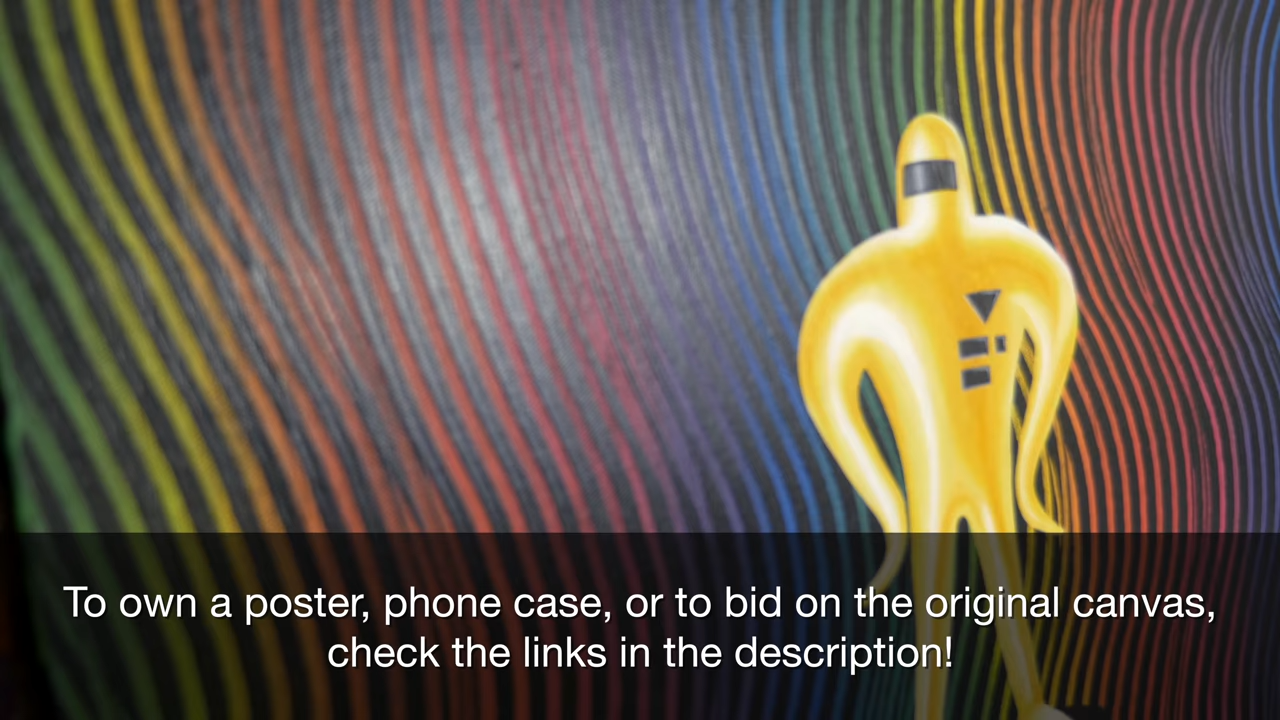 To own a poster, phone case, or to bid on the original canvas,
check the links in the description!